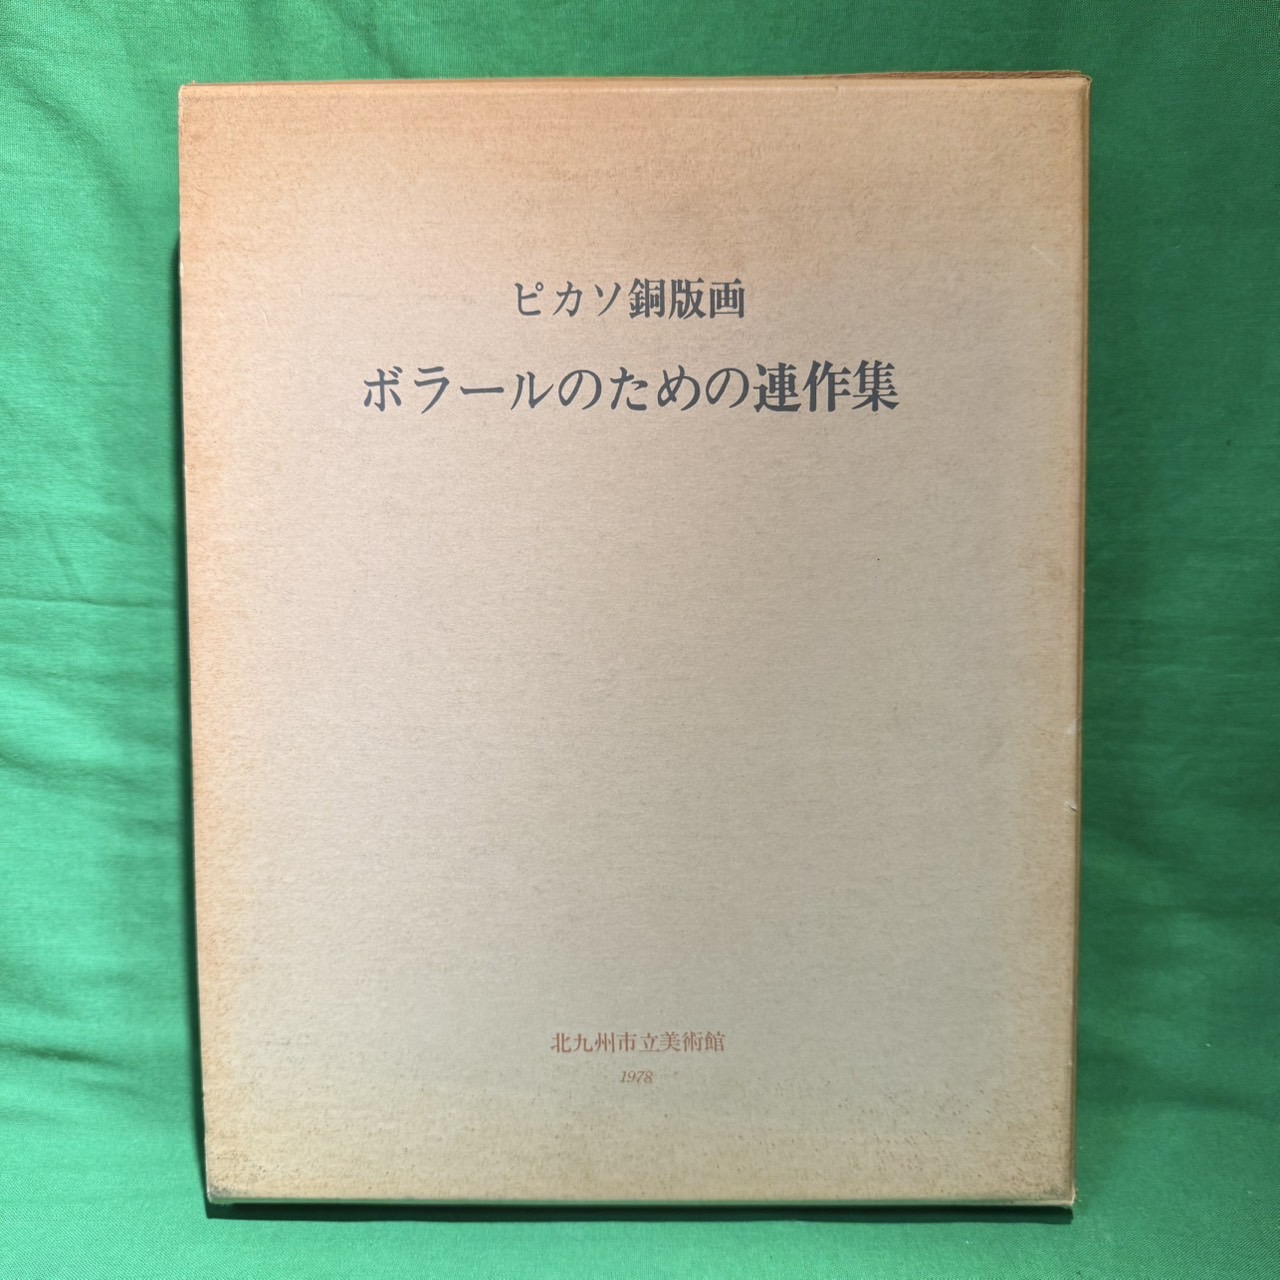 ピカソ銅版画
ボラールのための連作集
北九州市立美術館
1978